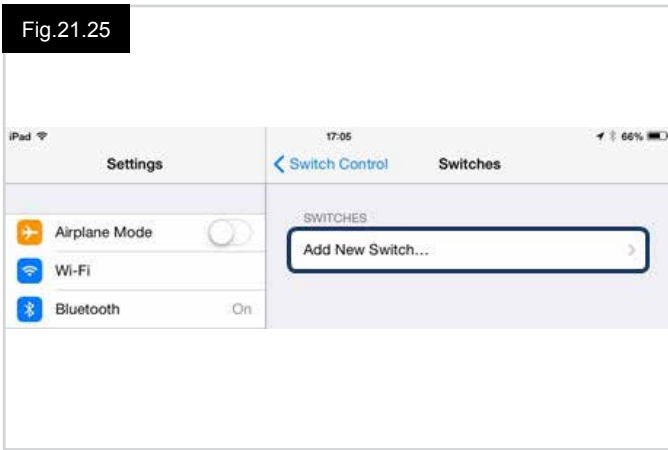 Fig.21.25
iPad 17:05 66%
Settings
Switch Control Switches
Airplane Mode
Wi-Fi
Bluetooth On
SWITCHES
Add New Switch...